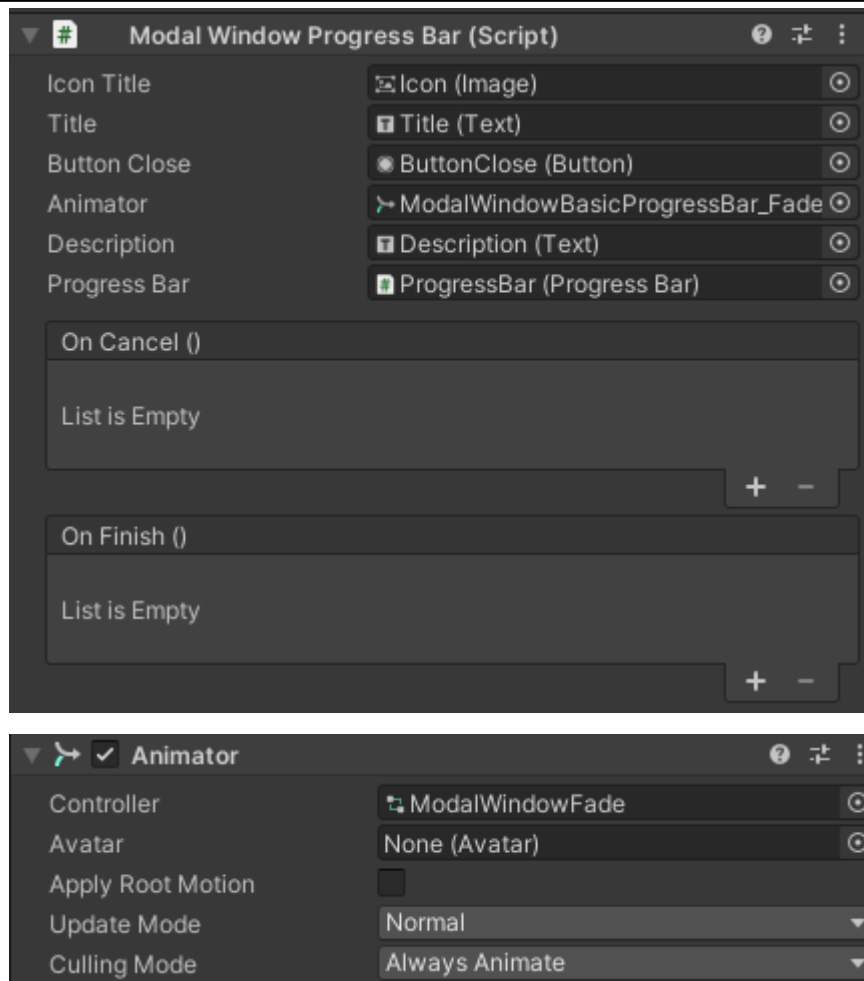 Modal Window Progress Bar (Script)
Icon Title Icon (Image)
Title Title (Text)
Button Close ButtonClose (Button)
Animator ModalWindowBasicProgressBar_Fade
Description Description (Text)
Progress Bar ProgressBar (Progress Bar)
On Cancel ()
List is Empty
+ −
On Finish ()
List is Empty
+ −
Animator
Controller ModalWindowFade
Avatar None (Avatar)
Apply Root Motion
Update Mode Normal
Culling Mode Always Animate